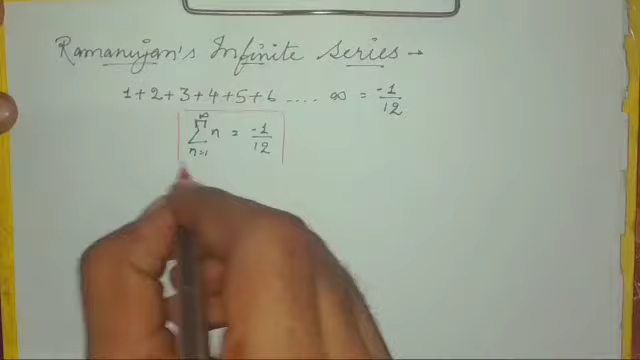 Ramanujan's Infinite Series →
1+2+3+4+5+6 .... ∞ = -1/12
∞∑n=1 n = -1/12